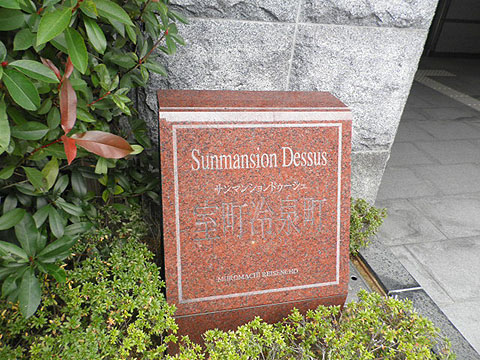 Sunmansion Dessus
サンマンションドゥーシュ
室町冷泉町
MUROMACHI REISENCHO